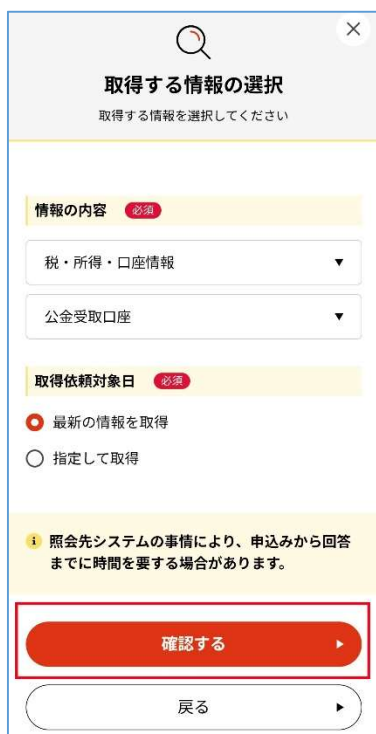 取得する情報の選択
取得する情報を選択してください
情報の内容 必須
税・所得・口座情報
公金受取口座
取得依頼対象日 必須
最新の情報を取得
指定して取得
照会先システムの事情により、申込みから回答
までに時間を要する場合があります。
確認する
戻る